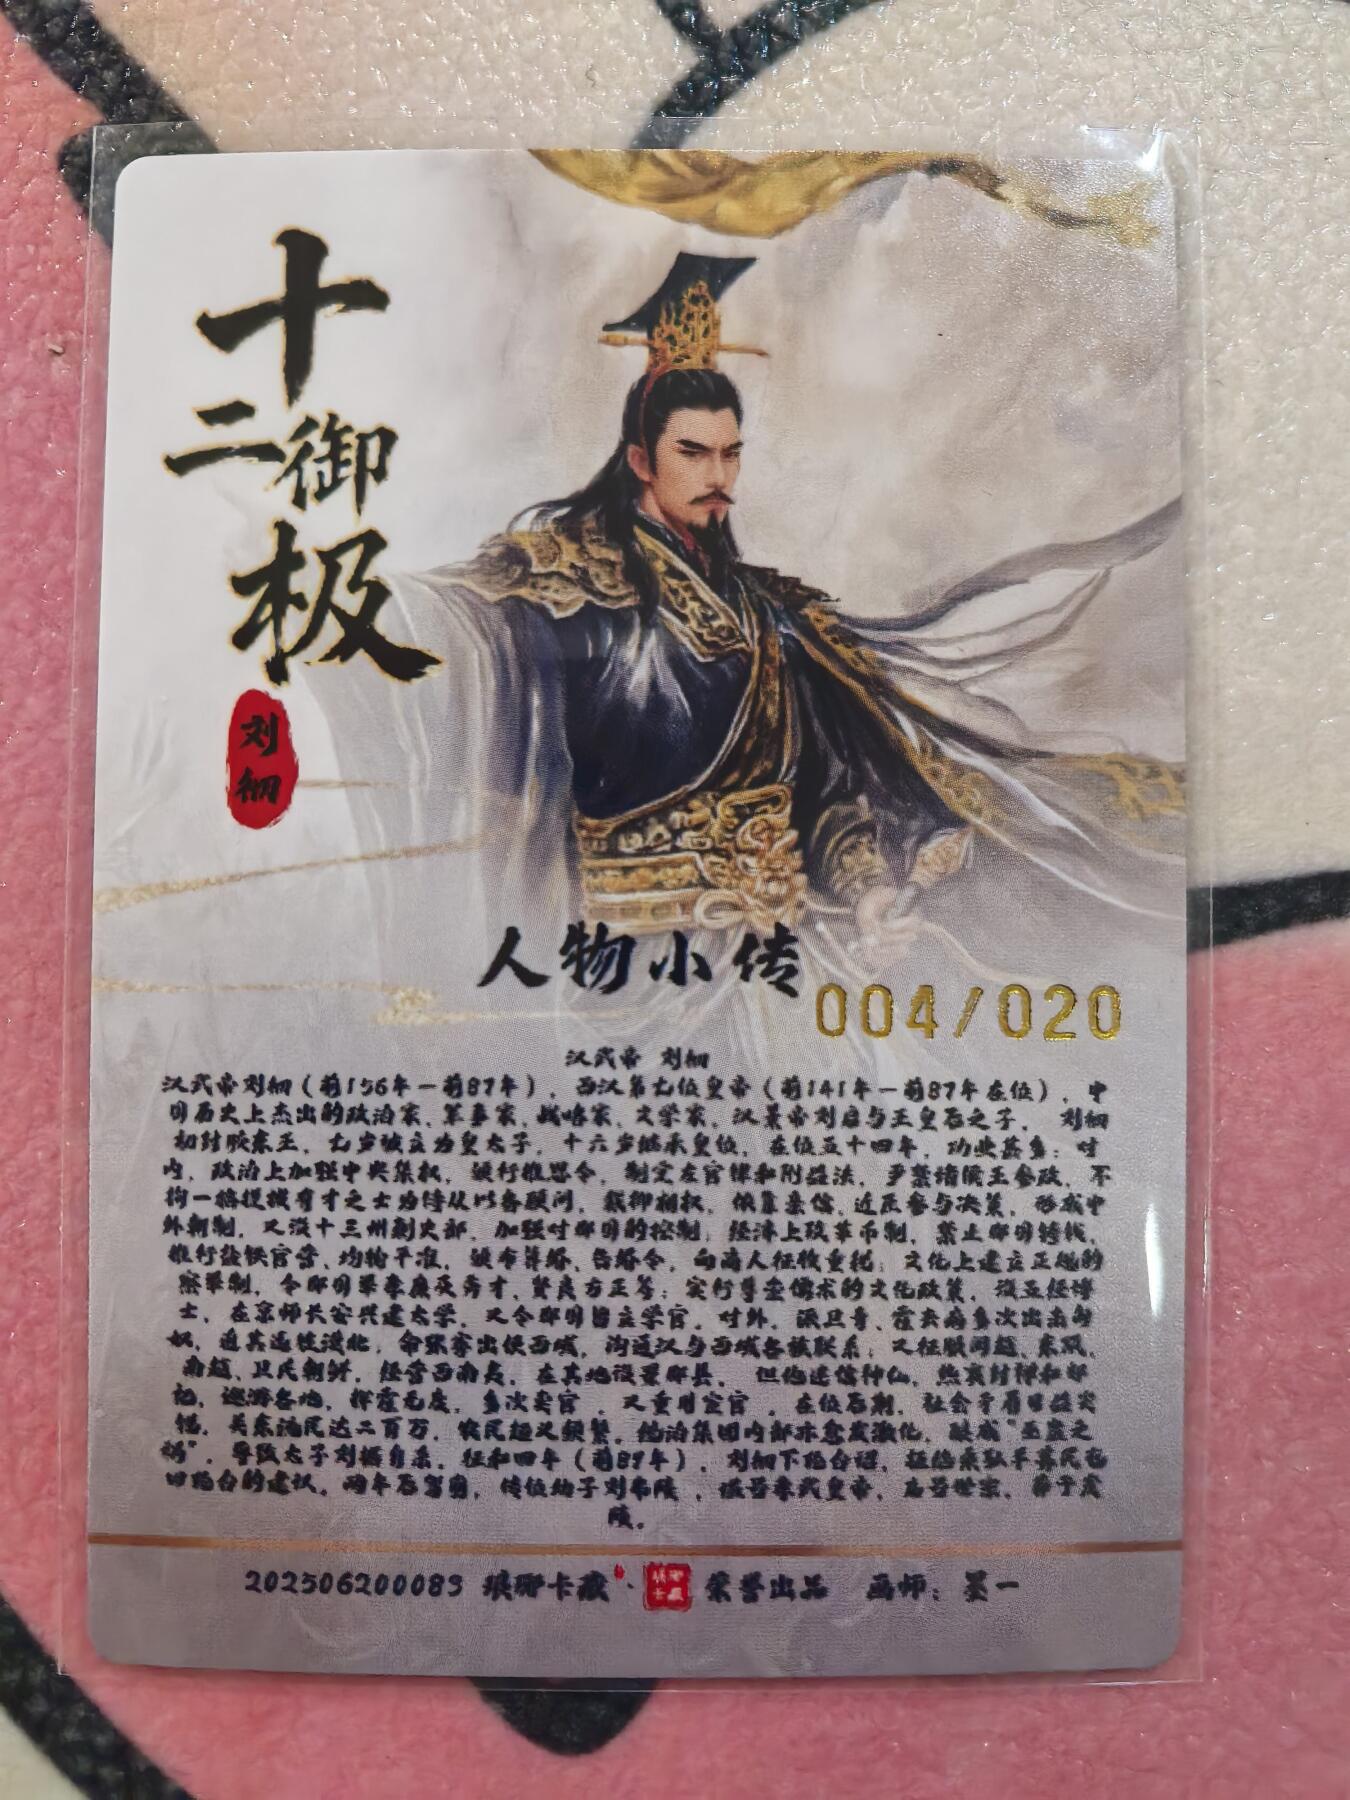 十
二御
极
刘
彻
人物小传
004/020
汉武帝 刘彻
汉武帝刘彻（前156年－前87年），西汉第七位皇帝（前141年－前87年在位），中
国历史上杰出的政治家、军事家、战略家、文学家。汉景帝刘启与王皇后之子。 刘彻
初封胶东王，七岁被立为皇太子，十六岁继承皇位，在位五十四年，功业甚多：对
内，政治上加强中央集权，颁行推恩令，制定左官律和附益法，严禁诸侯王参政，不
拘一格提拔有才之士为侍从以备顾问，裁抑相权，依靠亲信，近臣参与决策，形成中
外朝制，又设十三州刺史部，加强对郡国的控制；经济上改革币制，禁止郡国铸钱，
推行盐铁官营、均输平准，颁布算缗、告缗令，向商人征收重税；文化上建立正规的
察举制，令郡国举孝廉及秀才、贤良方正等；实行尊崇儒术的文化政策，设五经博
士，在京师长安兴建太学，又令郡国皆立学官。对外，派卫青、霍去病多次出击匈
奴，迫其远徙漠北；命张骞出使西域，沟通汉与西域各族联系；又征服闽越、东瓯、
南越、卫氏朝鲜，经营西南夷，在其地设置郡县。 但他迷信神仙，热衷封禅和郊
祀，巡游各地，挥霍无度，多次卖官 ，又重用宦官 。在位后期，社会矛盾日益尖
锐，关东流民达二百万，农民起义频繁，统治集团内部亦愈发激化，酿成“巫蛊之
祸”，导致太子刘据自杀。征和四年（前89年），刘彻下轮台诏，拒绝桑弘羊募民屯
田轮台的建议。两年后驾崩，传位幼子刘弗陵 ，谥号孝武皇帝，庙号世宗，葬于茂
陵。
202506200089 琅琊卡藏 · 荣誉出品 画师：墨一